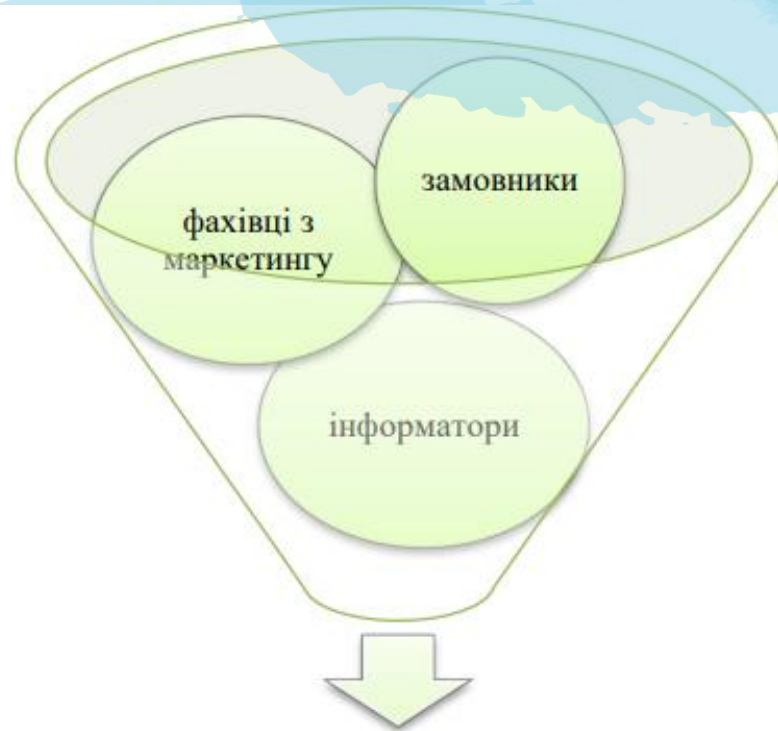 замовники
фахівці з
маркетингу
інформатори